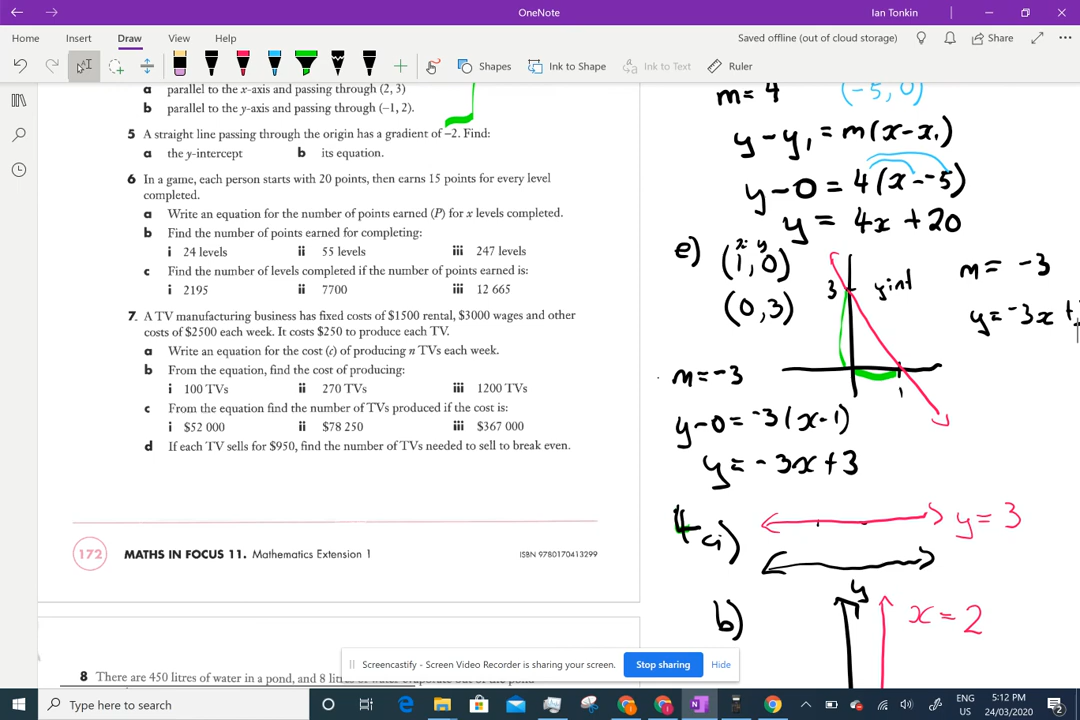 OneNote
Ian Tonkin
Home Insert Draw View Help
Saved offline (out of cloud storage)
Share
Shapes
Ink to Shape
Ink to Text
Ruler
a parallel to the x-axis and passing through (2, 3)
b parallel to the y-axis and passing through (−1, 2).
5 A straight line passing through the origin has a gradient of −2. Find:
a the y-intercept b its equation.
6 In a game, each person starts with 20 points, then earns 15 points for every level
completed.
a Write an equation for the number of points earned (P) for x levels completed.
b Find the number of points earned for completing:
i 24 levels ii 55 levels iii 247 levels
c Find the number of levels completed if the number of points earned is:
i 2195 ii 7700 iii 12 665
7. A TV manufacturing business has fixed costs of $1500 rental, $3000 wages and other
costs of $2500 each week. It costs $250 to produce each TV.
a Write an equation for the cost (c) of producing n TVs each week.
b From the equation, find the cost of producing:
i 100 TVs ii 270 TVs iii 1200 TVs
c From the equation find the number of TVs produced if the cost is:
i $52 000 ii $78 250 iii $367 000
d If each TV sells for $950, find the number of TVs needed to sell to break even.
172 MATHS IN FOCUS 11. Mathematics Extension 1 ISBN 9780170413299
m= 4 (-5, 0)
y-y₁ = m(x-x₁)
y-0 = 4(x--5)
y = 4x +20
e) (1, 0)
x y
(0, 3)
3 y int
1
m= -3
y=-3x +
m=-3
y-0=-3(x-1)
y=-3x+3
4
y= 3
b) y
x=2
Screencastify - Screen Video Recorder is sharing your screen. Stop sharing Hide
8 There are 450 litres of water in a pond, and 8 litres of water evaporate out of the pond
Type here to search
ENG
US
5:12 PM
24/03/2020
2